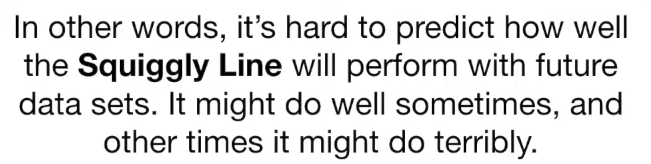 In other words, it's hard to predict how well
the Squiggly Line will perform with future
data sets. It might do well sometimes, and
other times it might do terribly.